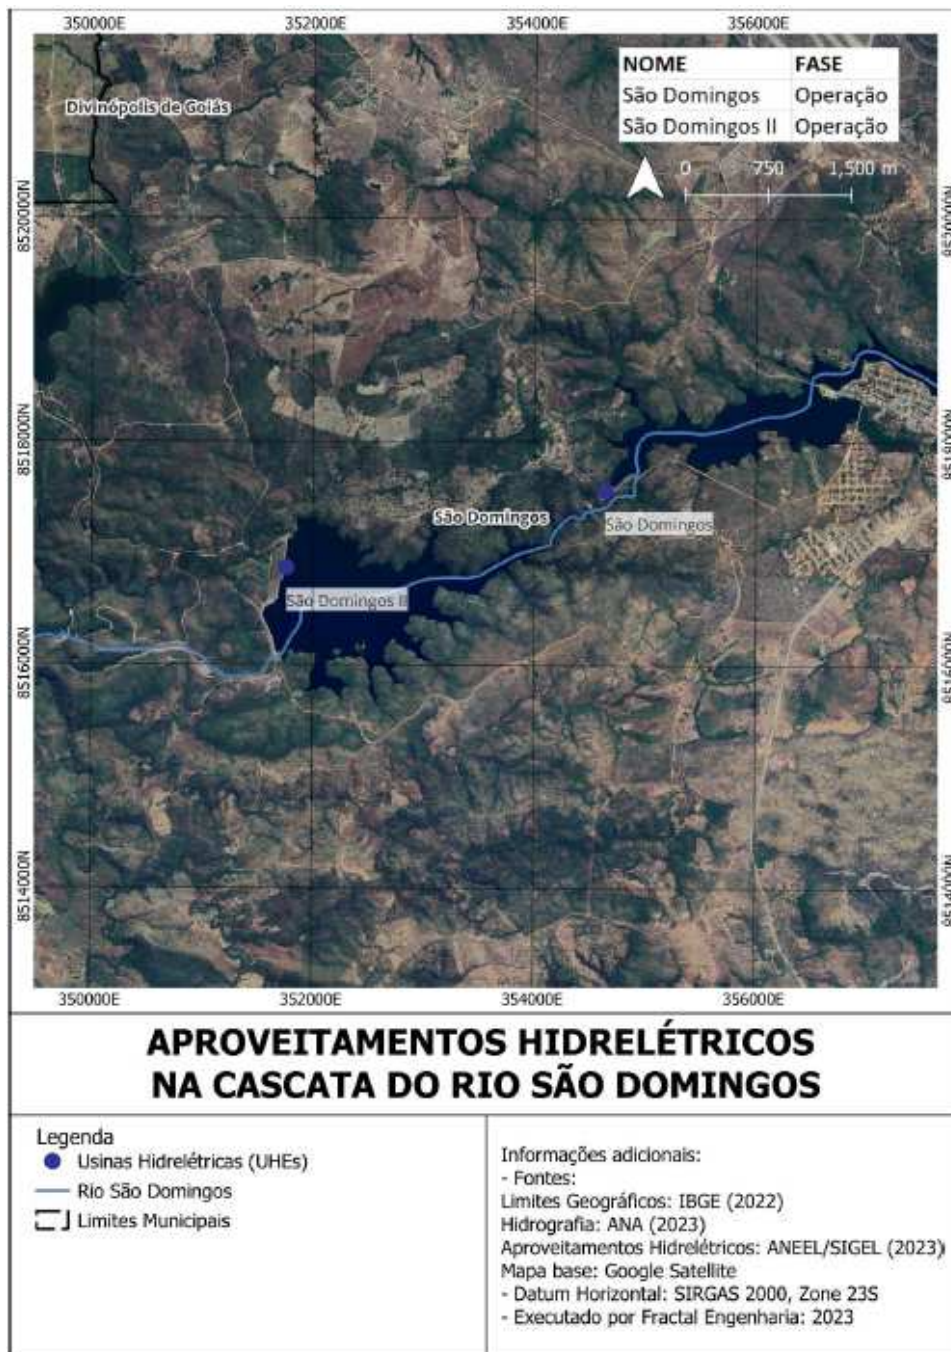 350000E 352000E 354000E 356000E
NOME FASE
São Domingos Operação
São Domingos II Operação
Divinópolis de Goiás
0 750 1,500 m
8520000N 8520000N
8518000N 8518000N
São Domingos
São Domingos
São Domingos II
8516000N 8516000N
8514000N 8514000N
350000E 352000E 354000E 356000E
APROVEITAMENTOS HIDRELÉTRICOS
NA CASCATA DO RIO SÃO DOMINGOS
Legenda
Usinas Hidrelétricas (UHEs)
Rio São Domingos
Limites Municipais
Informações adicionais:
- Fontes:
Limites Geográficos: IBGE (2022)
Hidrografia: ANA (2023)
Aproveitamentos Hidrelétricos: ANEEL/SIGEL (2023)
Mapa base: Google Satellite
- Datum Horizontal: SIRGAS 2000, Zone 23S
- Executado por Fractal Engenharia: 2023